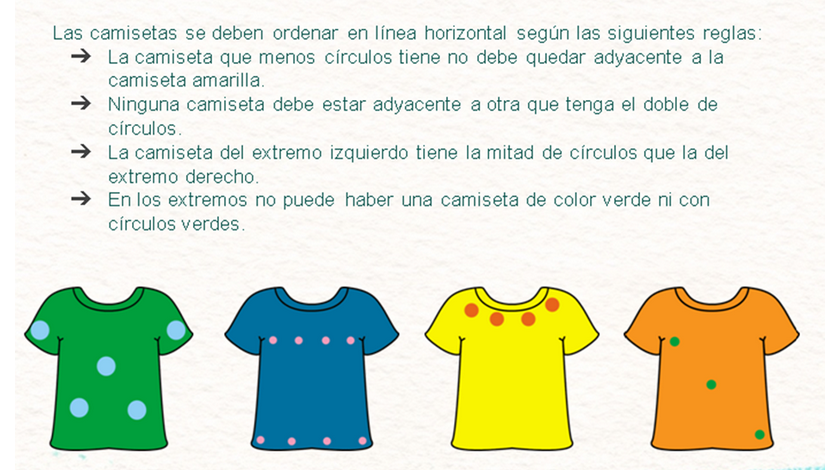 Las camisetas se deben ordenar en línea horizontal según las siguientes reglas:
➔ La camiseta que menos círculos tiene no debe quedar adyacente a la
camiseta amarilla.
➔ Ninguna camiseta debe estar adyacente a otra que tenga el doble de
círculos.
➔ La camiseta del extremo izquierdo tiene la mitad de círculos que la del
extremo derecho.
➔ En los extremos no puede haber una camiseta de color verde ni con
círculos verdes.